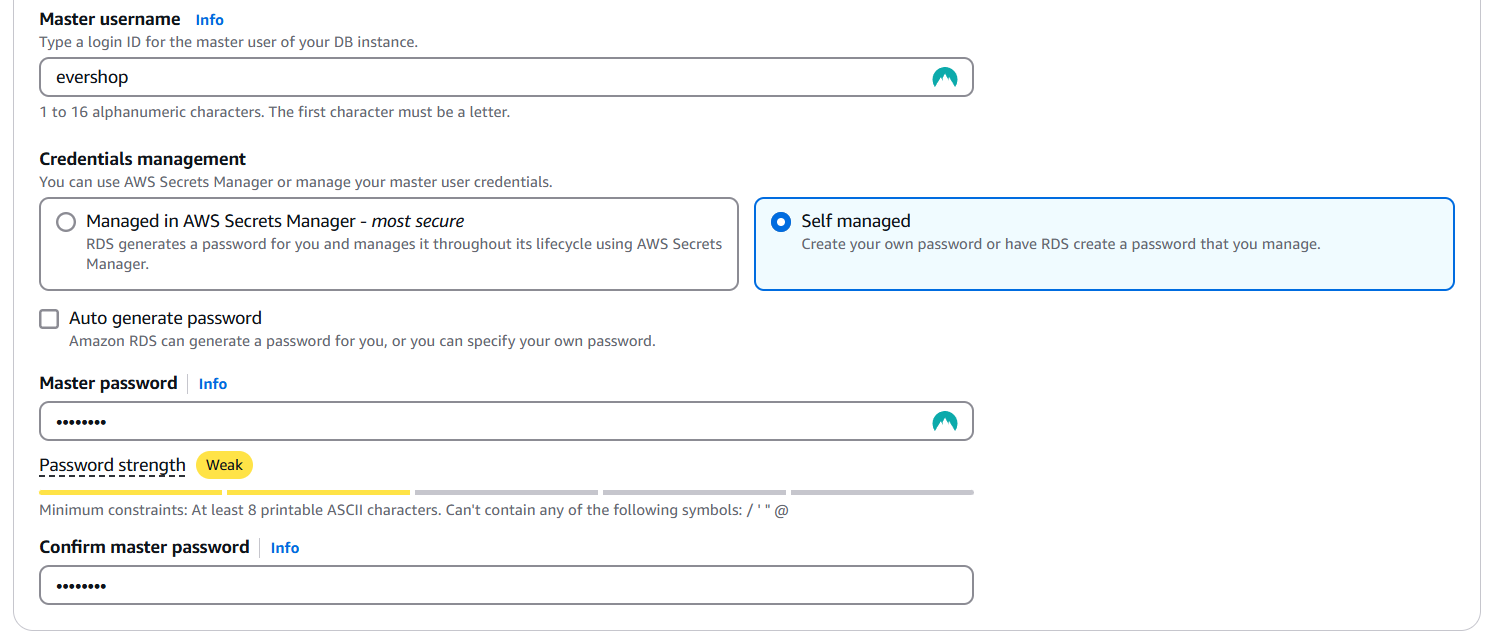 Master username Info
Type a login ID for the master user of your DB instance.
evershop
1 to 16 alphanumeric characters. The first character must be a letter.
Credentials management
You can use AWS Secrets Manager or manage your master user credentials.
Managed in AWS Secrets Manager - most secure
RDS generates a password for you and manages it throughout its lifecycle using AWS Secrets
Manager.
Self managed
Create your own password or have RDS create a password that you manage.
Auto generate password
Amazon RDS can generate a password for you, or you can specify your own password.
Master password Info
••••••••
Password strength Weak
Minimum constraints: At least 8 printable ASCII characters. Can't contain any of the following symbols: / ' " @
Confirm master password Info
••••••••